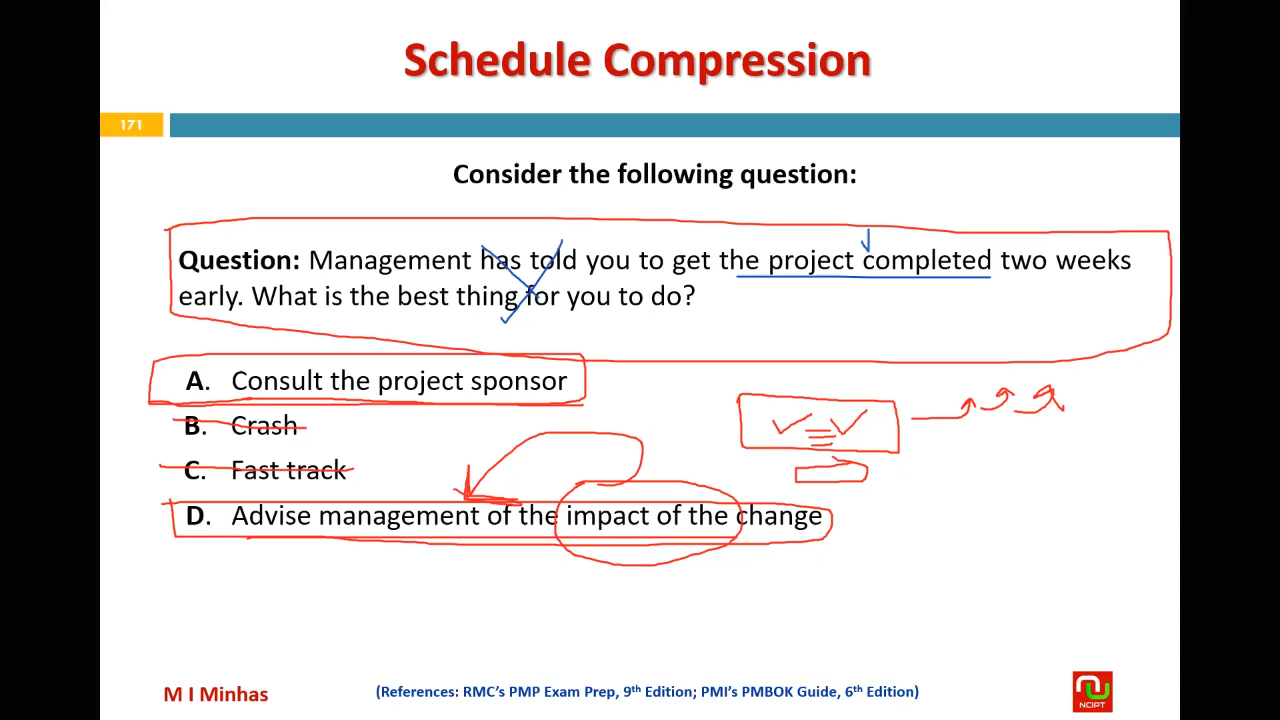 Schedule Compression
171
Consider the following question:
Question: Management has told you to get the project completed two weeks
early. What is the best thing for you to do?
A. Consult the project sponsor
B. Crash
C. Fast track
D. Advise management of the impact of the change
M I Minhas
(References: RMC's PMP Exam Prep, 9th Edition; PMI's PMBOK Guide, 6th Edition)
NCIPT